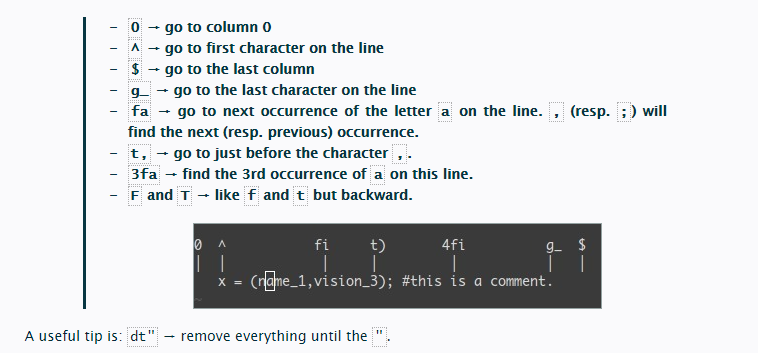 – 0 → go to column 0
– ^ → go to first character on the line
– $ → go to the last column
– g_ → go to the last character on the line
– fa → go to next occurrence of the letter a on the line. , (resp. ;) will
find the next (resp. previous) occurrence.
– t, → go to just before the character ,.
– 3fa → find the 3rd occurrence of a on this line.
– F and T → like f and t but backward.
0 ^ fi t) 4fi g_ $
| | | | | | |
x = (name_1,vision_3); #this is a comment.
~
A useful tip is: dt" → remove everything until the ".